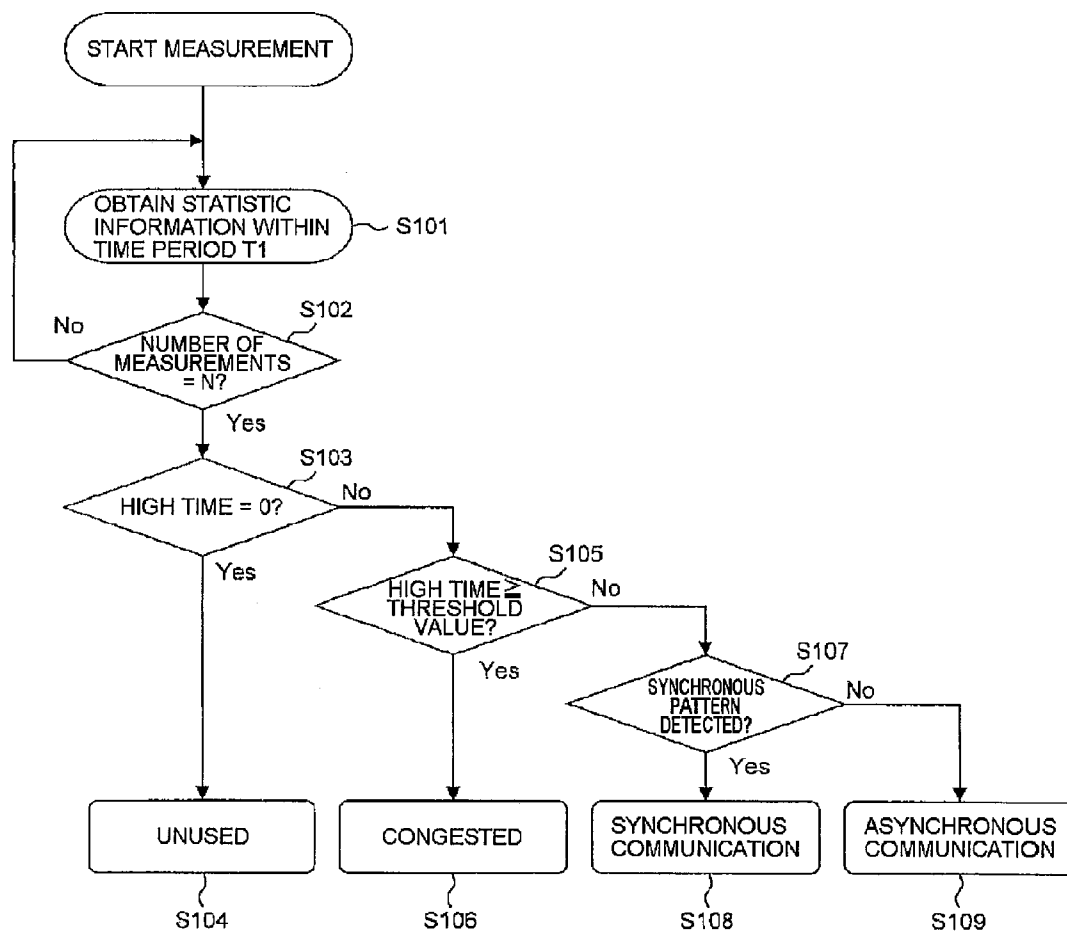 START MEASUREMENT
OBTAIN STATISTIC
INFORMATION WITHIN
TIME PERIOD T1
S101
S102
No
NUMBER OF
MEASUREMENTS
= N?
Yes
S103
No
HIGH TIME = 0?
Yes
S105
No
HIGH TIME ≧
THRESHOLD
VALUE?
Yes
S107
No
SYNCHRONOUS
PATTERN
DETECTED?
Yes
UNUSED
CONGESTED
SYNCHRONOUS
COMMUNICATION
ASYNCHRONOUS
COMMUNICATION
S104
S106
S108
S109